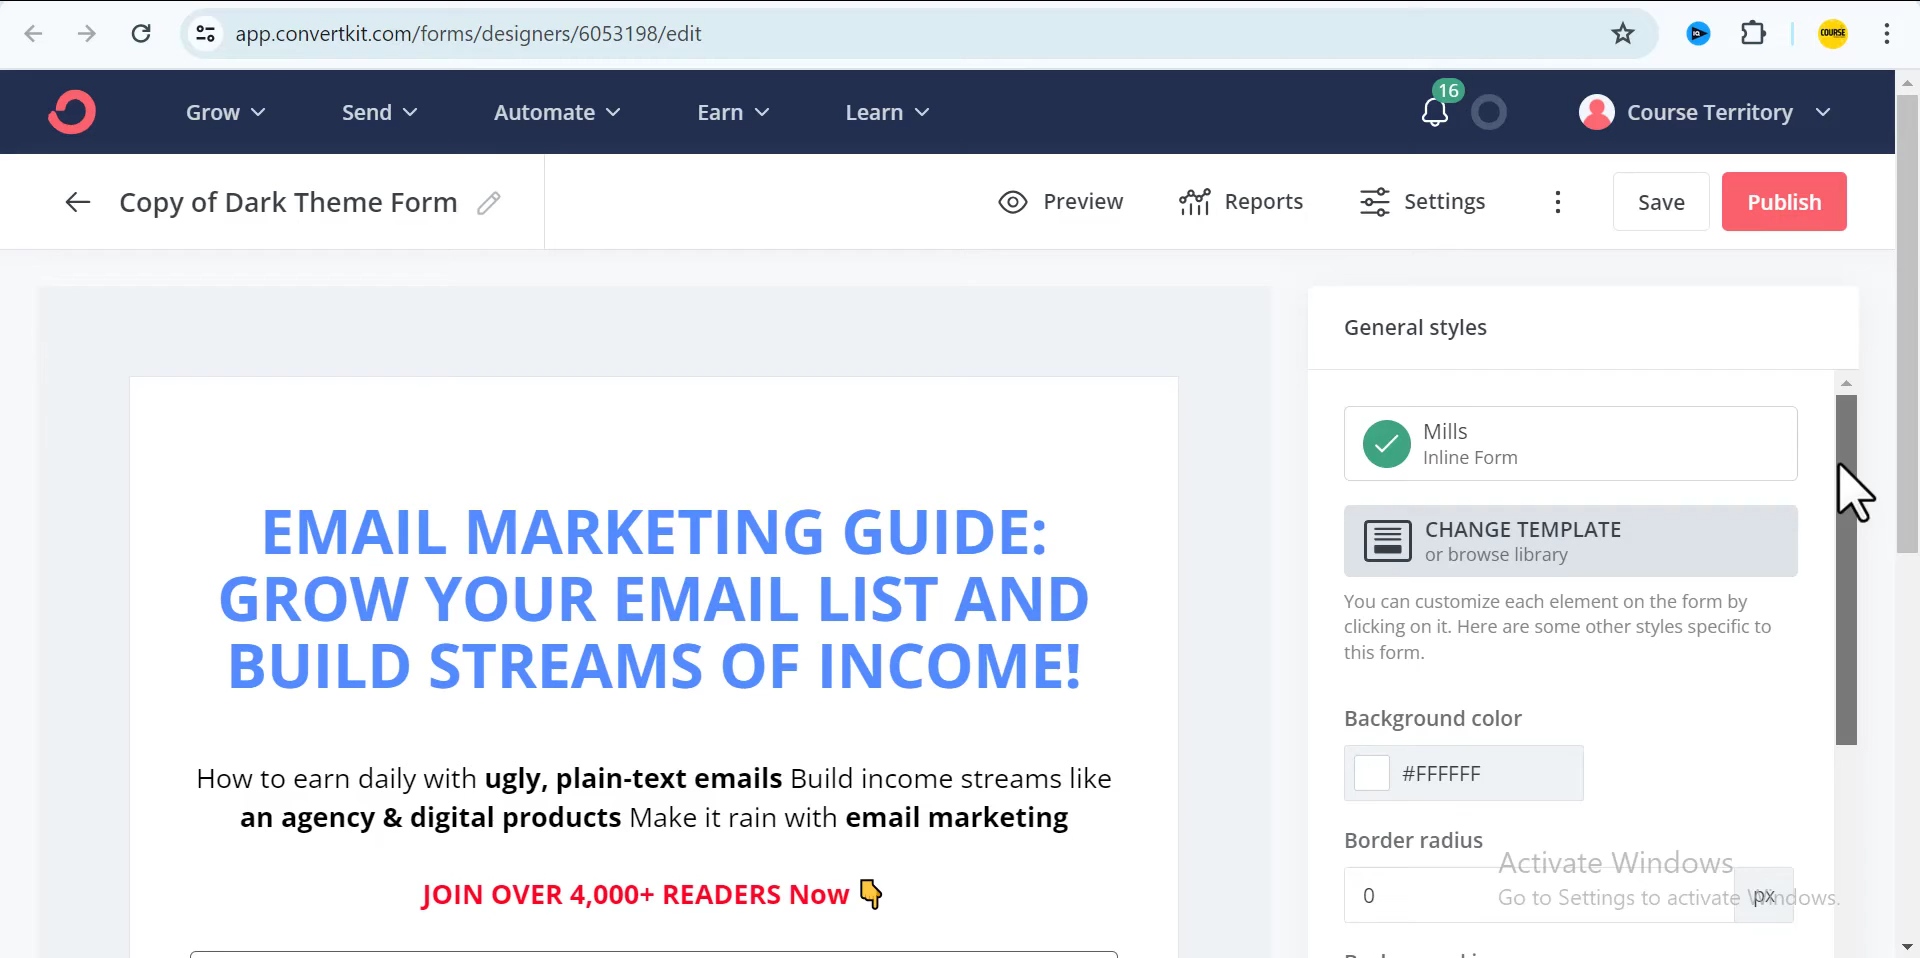 app.convertkit.com/forms/designers/6053198/edit
COURSE
Grow
Send
Automate
Earn
Learn
16
Course Territory
Copy of Dark Theme Form
Preview
Reports
Settings
Save
Publish
General styles
Mills
Inline Form
CHANGE TEMPLATE
or browse library
You can customize each element on the form by
clicking on it. Here are some other styles specific to
this form.
Background color
#FFFFFF
Border radius
0
px
EMAIL MARKETING GUIDE:
GROW YOUR EMAIL LIST AND
BUILD STREAMS OF INCOME!
How to earn daily with ugly, plain-text emails Build income streams like
an agency & digital products Make it rain with email marketing
JOIN OVER 4,000+ READERS Now 👇
Activate Windows
Go to Settings to activate Windows.